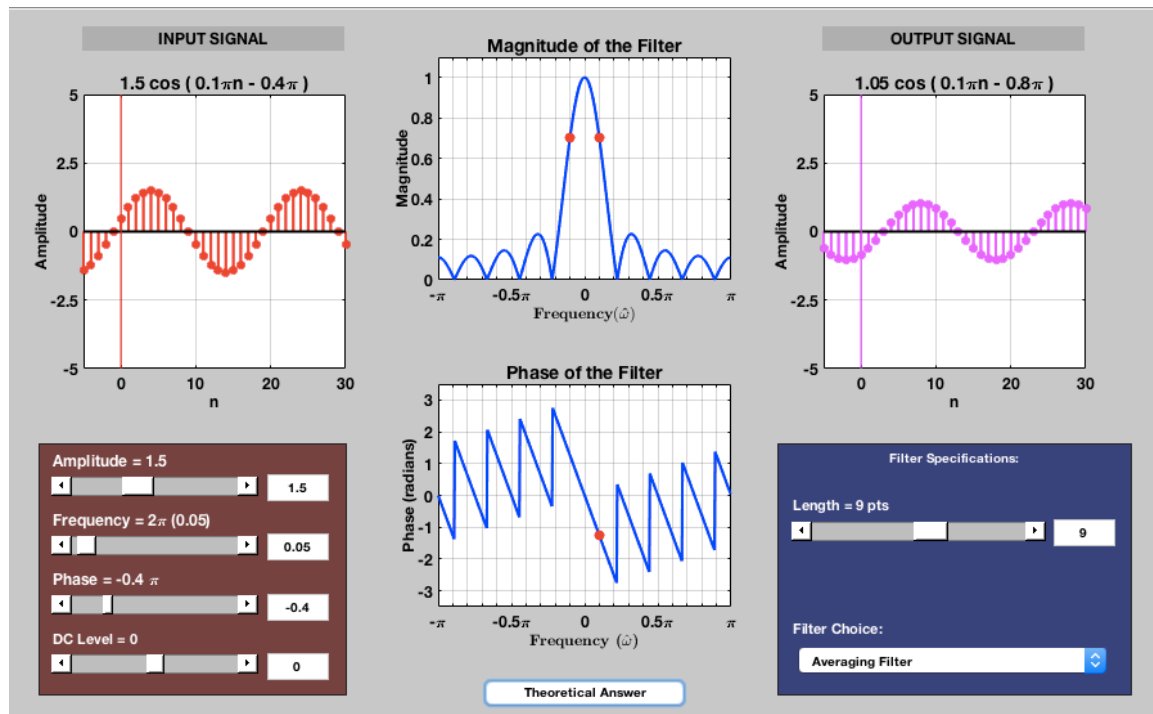 INPUT SIGNAL
1.5 cos ( 0.1πn - 0.4π )
5
2.5
0
-2.5
-5
Amplitude
0
10
20
30
n
Magnitude of the Filter
1
0.8
0.6
0.4
0.2
0
Magnitude
-π
-0.5π
0
0.5π
π
Frequency(ω̂)
OUTPUT SIGNAL
1.05 cos ( 0.1πn - 0.8π )
5
2.5
0
-2.5
-5
Amplitude
0
10
20
30
n
Phase of the Filter
3
2
1
0
-1
-2
-3
Phase (radians)
-π
-0.5π
0
0.5π
π
Frequency (ω̂)
Amplitude = 1.5
1.5
Frequency = 2π (0.05)
0.05
Phase = -0.4 π
-0.4
DC Level = 0
0
Theoretical Answer
Filter Specifications:
Length = 9 pts
9
Filter Choice:
Averaging Filter